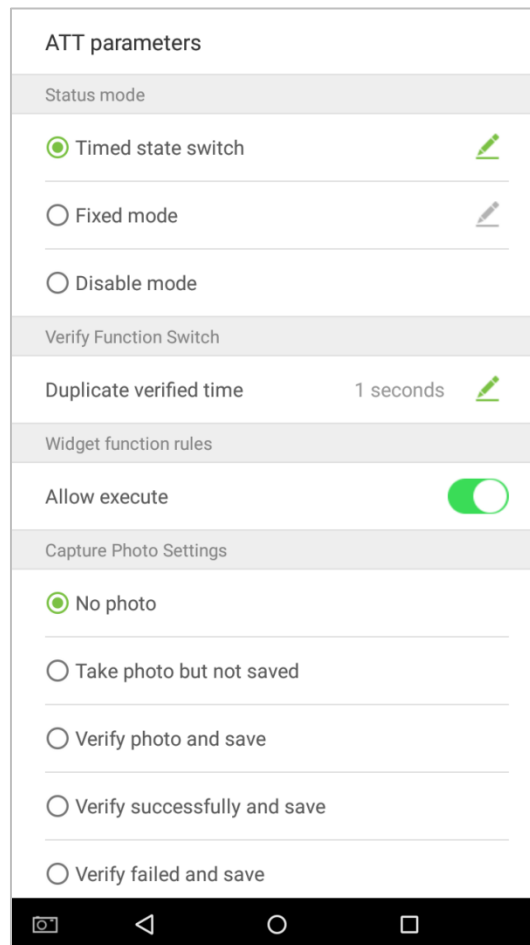 ATT parameters
Status mode
Timed state switch
Fixed mode
Disable mode
Verify Function Switch
Duplicate verified time 1 seconds
Widget function rules
Allow execute
Capture Photo Settings
No photo
Take photo but not saved
Verify photo and save
Verify successfully and save
Verify failed and save